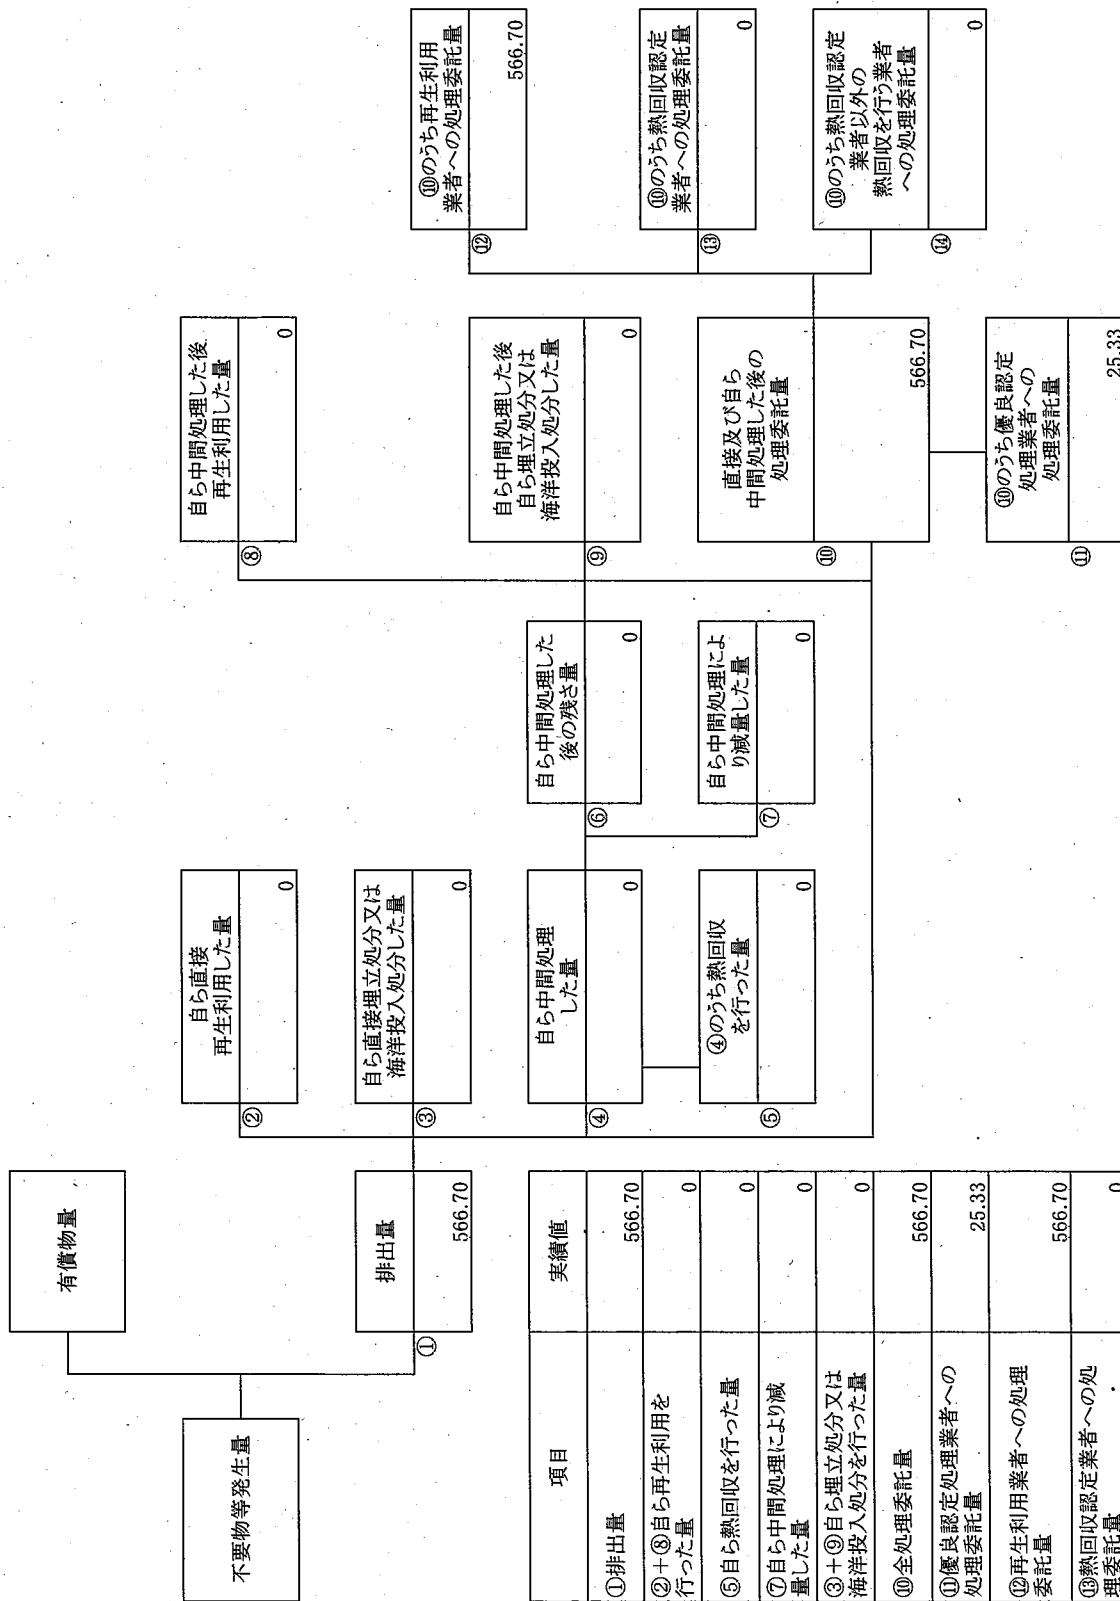 不要物等発生量
有償物量
①
排出量
566.70
②
自ら直接
再生利用した量
0
③
自ら直接埋立処分又は
海洋投入処分した量
0
④
自ら中間処理
した量
0
⑤
④のうち熱回収
を行った量
0
⑥
自ら中間処理した
後の残さ量
0
⑦
自ら中間処理によ
り減量した量
0
⑧
自ら中間処理した後
再生利用した量
0
⑨
自ら中間処理した後
自ら埋立処分又は
海洋投入処分した量
0
⑩
直接及び自ら
中間処理した後の
処理委託量
566.70
⑪
⑩のうち優良認定
処理業者への
処理委託量
25.33
⑫
⑩のうち再生利用
業者への処理委託量
566.70
⑬
⑩のうち熱回収認定
業者への処理委託量
0
⑭
⑩のうち熱回収認定
業者以外の
熱回収を行う業者
への処理委託量
0
項目 実績値
①排出量 566.70
②+⑧自ら再生利用を
行った量 0
⑤自ら熱回収を行った量 0
⑦自ら中間処理により減
量した量 0
③+⑨自ら埋立処分又は
海洋投入処分を行った量 0
⑩全処理委託量 566.70
⑪優良認定処理業者への
処理委託量 25.33
⑫再生利用業者への処理
委託量 566.70
⑬熱回収認定業者への処
理委託量 0